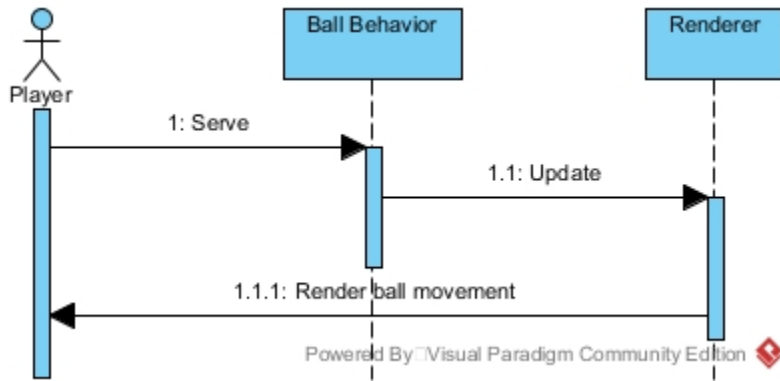 Ball Behavior
Renderer
Player
1: Serve
1.1: Update
1.1.1: Render ball movement
Powered By Visual Paradigm Community Edition